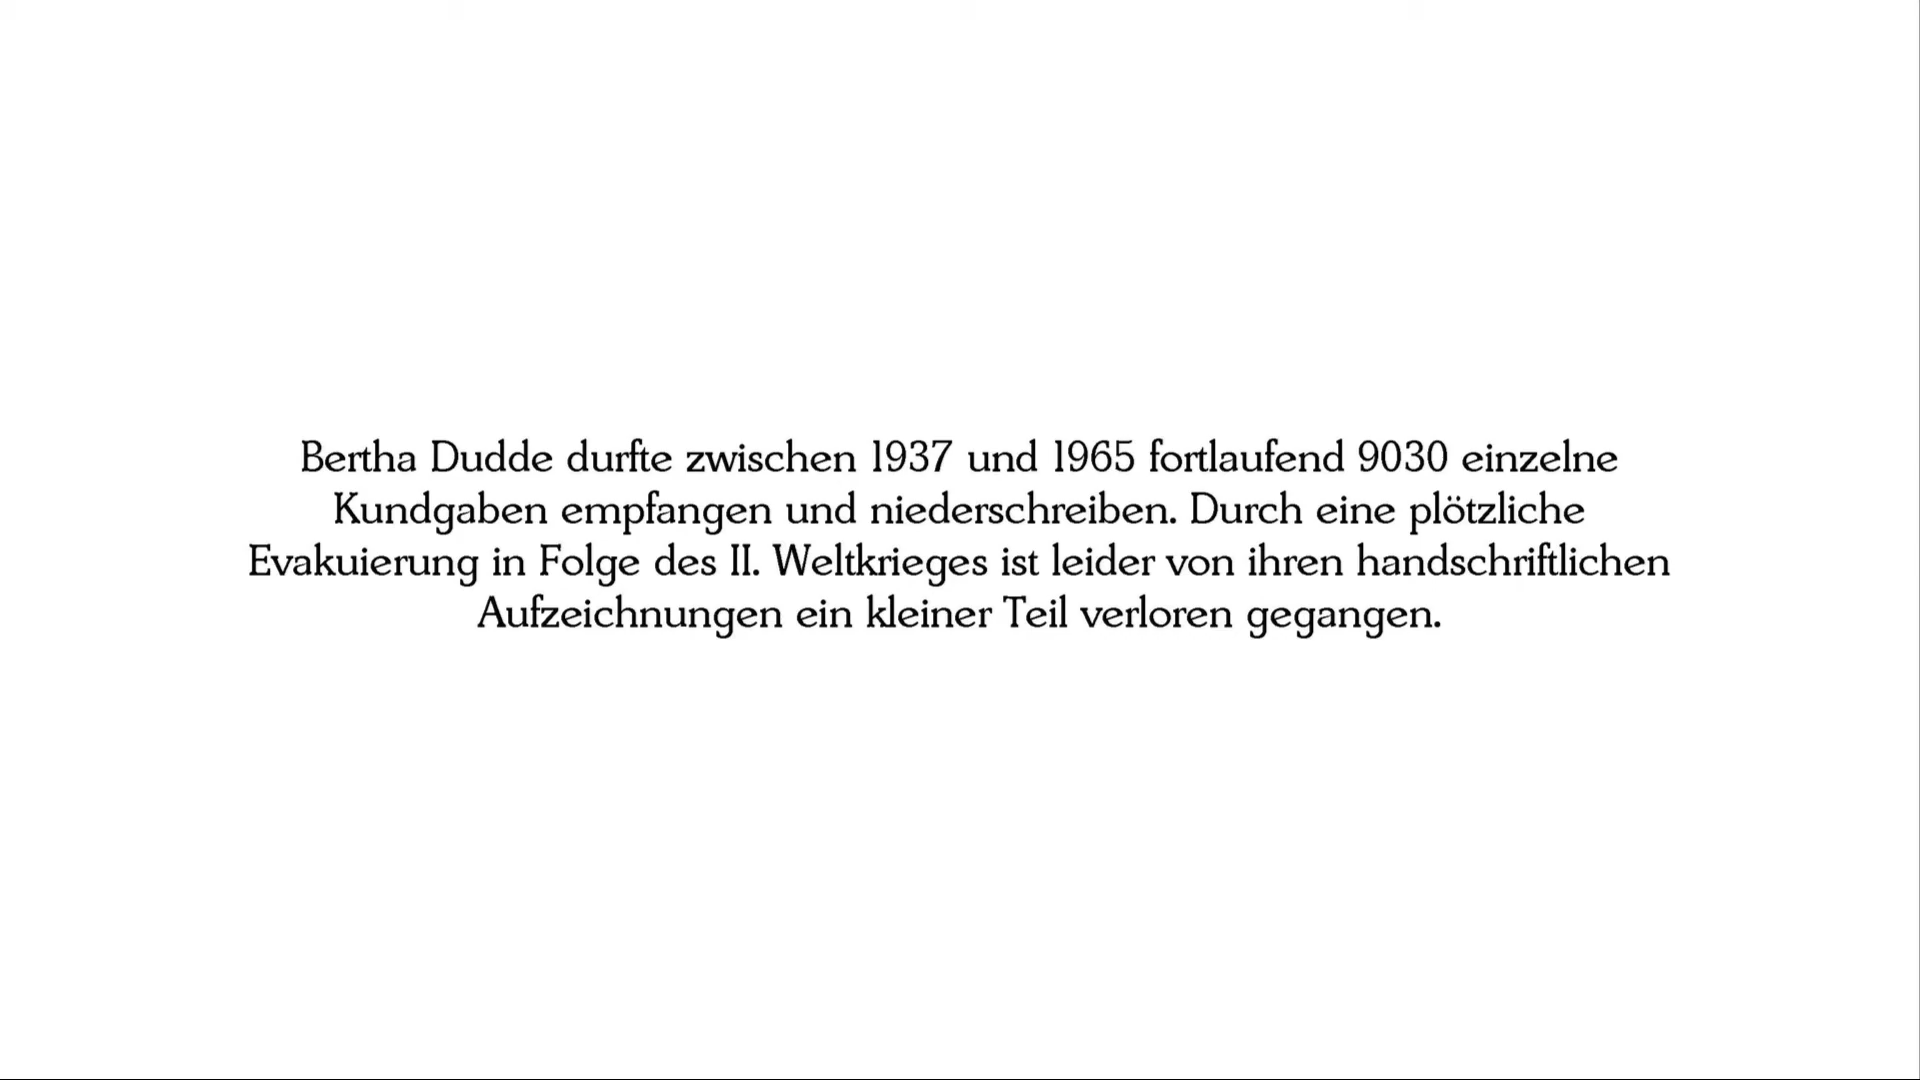 Bertha Dudde durfte zwischen 1937 und 1965 fortlaufend 9030 einzelne
Kundgaben empfangen und niederschreiben. Durch eine plötzliche
Evakuierung in Folge des II. Weltkrieges ist leider von ihren handschriftlichen
Aufzeichnungen ein kleiner Teil verloren gegangen.